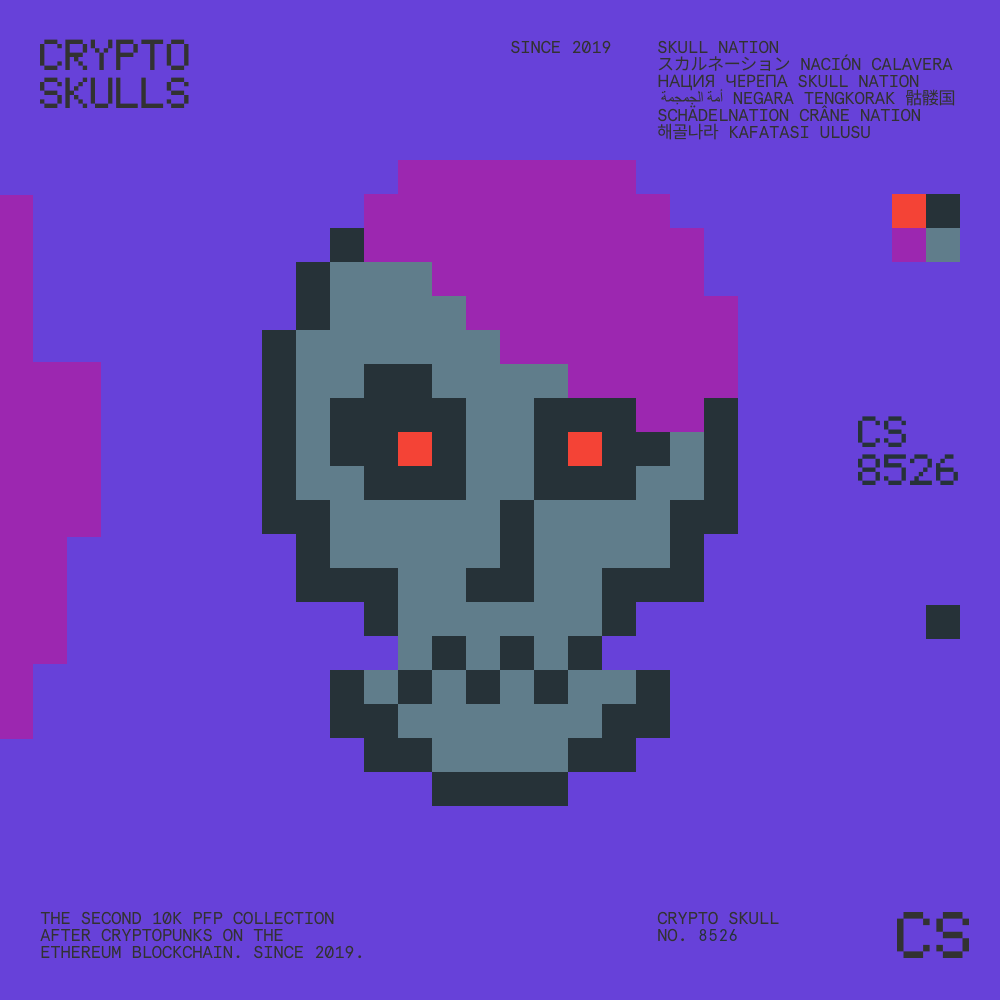 CRYPTO
SKULLS
SINCE 2019
SKULL NATION
スカルネーション NACIÓN CALAVERA
НАЦИЯ ЧЕРЕПА SKULL NATION
أمة الجمجمة NEGARA TENGKORAK 骷髅国
SCHÄDELNATION CRÂNE NATION
해골나라 KAFATASI ULUSU
CS
8526
THE SECOND 10K PFP COLLECTION
AFTER CRYPTOPUNKS ON THE
ETHEREUM BLOCKCHAIN. SINCE 2019.
CRYPTO SKULL
NO. 8526
CS